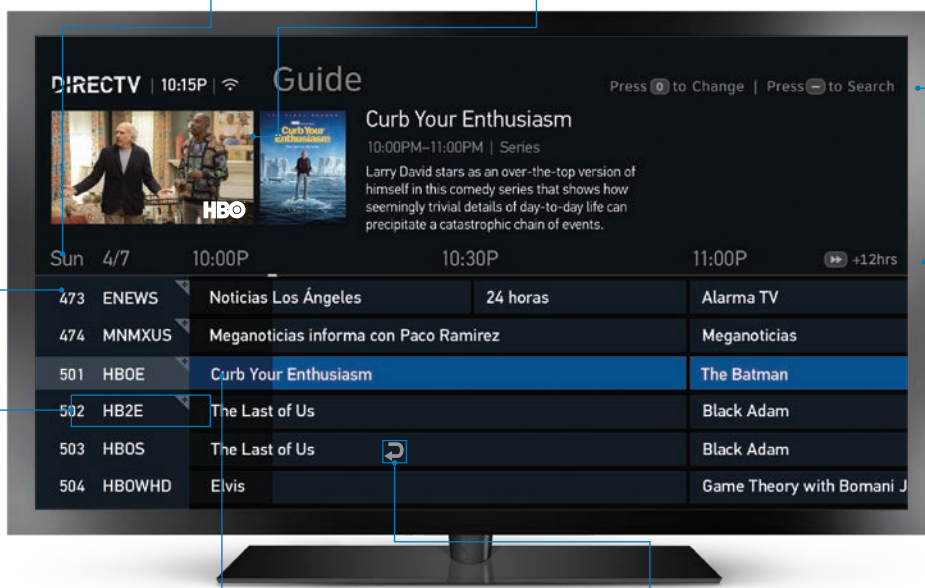 DIRECTV | 10:15P | Guide
Press 0 to Change | Press — to Search
Curb Your Enthusiasm
10:00PM–11:00PM | Series
Larry David stars as an over-the-top version of
himself in this comedy series that shows how
seemingly trivial details of day-to-day life can
precipitate a catastrophic chain of events.
THE FINAL SEASON
Curb Your
Enthusiasm
HBO
Sun 4/7 10:00P 10:30P 11:00P +12hrs
473 ENEWS Noticias Los Ángeles 24 horas Alarma TV
474 MNMXUS Meganoticias informa con Paco Ramirez Meganoticias
501 HBOE Curb Your Enthusiasm The Batman
502 HB2E The Last of Us Black Adam
503 HBOS The Last of Us Black Adam
504 HBOWHD Elvis Game Theory with Bomani J